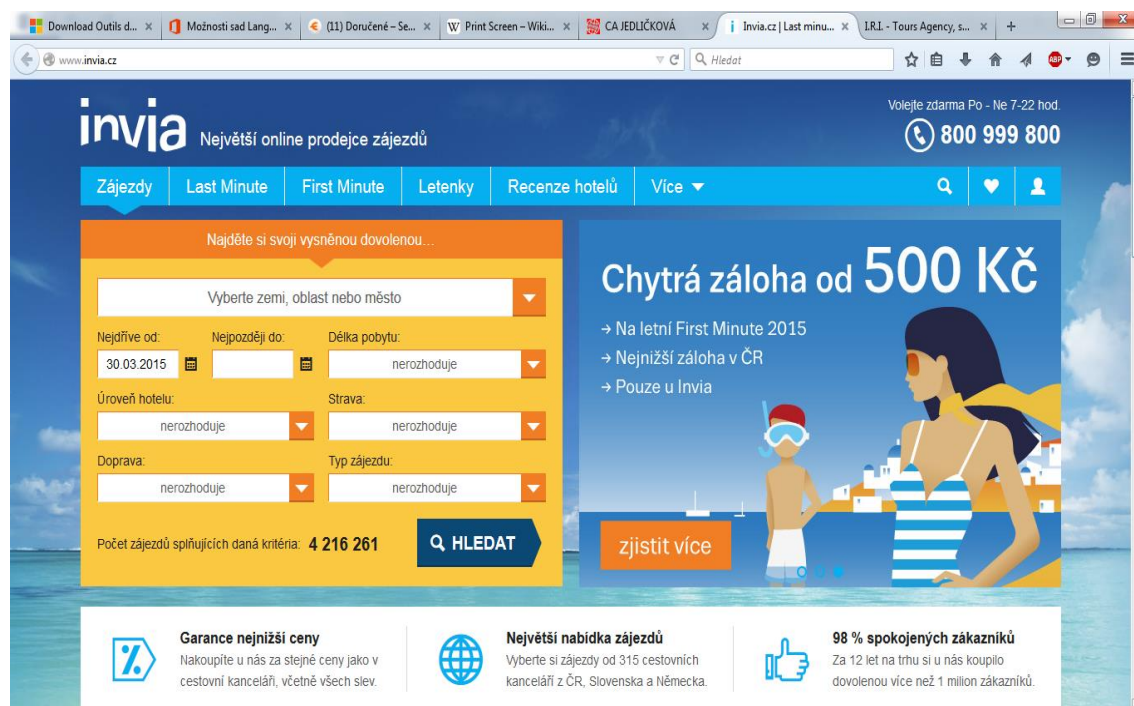 Download Outils d...
Možnosti sad Lang...
(11) Doručené – Se...
W Print Screen – Wiki...
CA JEDLIČKOVÁ
Invia.cz | Last minu...
I.R.I. - Tours Agency, s...
www.invia.cz
Hledat
ABP
invia
Největší online prodejce zájezdů
Volejte zdarma Po - Ne 7-22 hod.
800 999 800
Zájezdy Last Minute First Minute Letenky Recenze hotelů Více
Najděte si svoji vysněnou dovolenou...
Vyberte zemi, oblast nebo město
Nejdříve od: Nejpozději do: Délka pobytu:
30.03.2015 nerozhoduje
Úroveň hotelu: Strava:
nerozhoduje nerozhoduje
Doprava: Typ zájezdu:
nerozhoduje nerozhoduje
Počet zájezdů splňujících daná kritéria: 4 216 261
HLEDAT
Chytrá záloha od 500 Kč
→ Na letní First Minute 2015
→ Nejnižší záloha v ČR
→ Pouze u Invia
zjistit více
Garance nejnižší ceny
Nakoupíte u nás za stejné ceny jako v
cestovní kanceláři, včetně všech slev.
Největší nabídka zájezdů
Vyberte si zájezdy od 315 cestovních
kanceláří z ČR, Slovenska a Německa.
98 % spokojených zákazníků
Za 12 let na trhu si u nás koupilo
dovolenou více než 1 milion zákazníků.